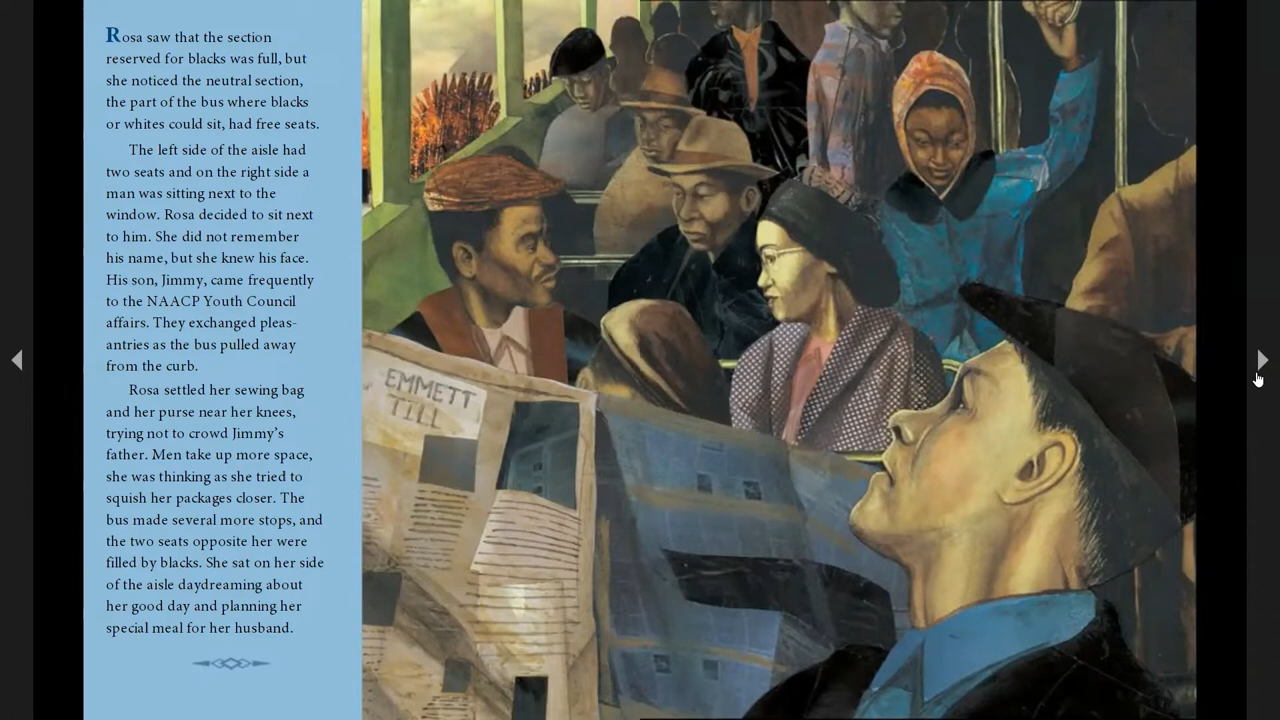 Rosa saw that the section
reserved for blacks was full, but
she noticed the neutral section,
the part of the bus where blacks
or whites could sit, had free seats.
The left side of the aisle had
two seats and on the right side a
man was sitting next to the
window. Rosa decided to sit next
to him. She did not remember
his name, but she knew his face.
His son, Jimmy, came frequently
to the NAACP Youth Council
affairs. They exchanged pleas-
antries as the bus pulled away
from the curb.
Rosa settled her sewing bag
and her purse near her knees,
trying not to crowd Jimmy's
father. Men take up more space,
she was thinking as she tried to
squish her packages closer. The
bus made several more stops, and
the two seats opposite her were
filled by blacks. She sat on her side
of the aisle daydreaming about
her good day and planning her
special meal for her husband.
EMMETT
TILL